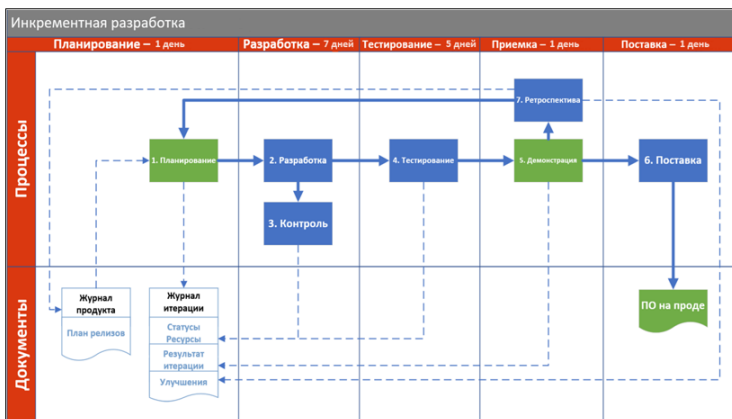 Инкрементная разработка
Планирование – 1 день
Разработка – 7 дней
Тестирование – 5 дней
Приемка – 1 день
Поставка – 1 день
Процессы
7. Ретроспектива
1. Планирование
2. Разработка
4. Тестирование
5. Демонстрация
6. Поставка
3. Контроль
Документы
Журнал
продукта
План релизов
Журнал
итерации
Статусы
Ресурсы
Результат
итерации
Улучшения
ПО на проде